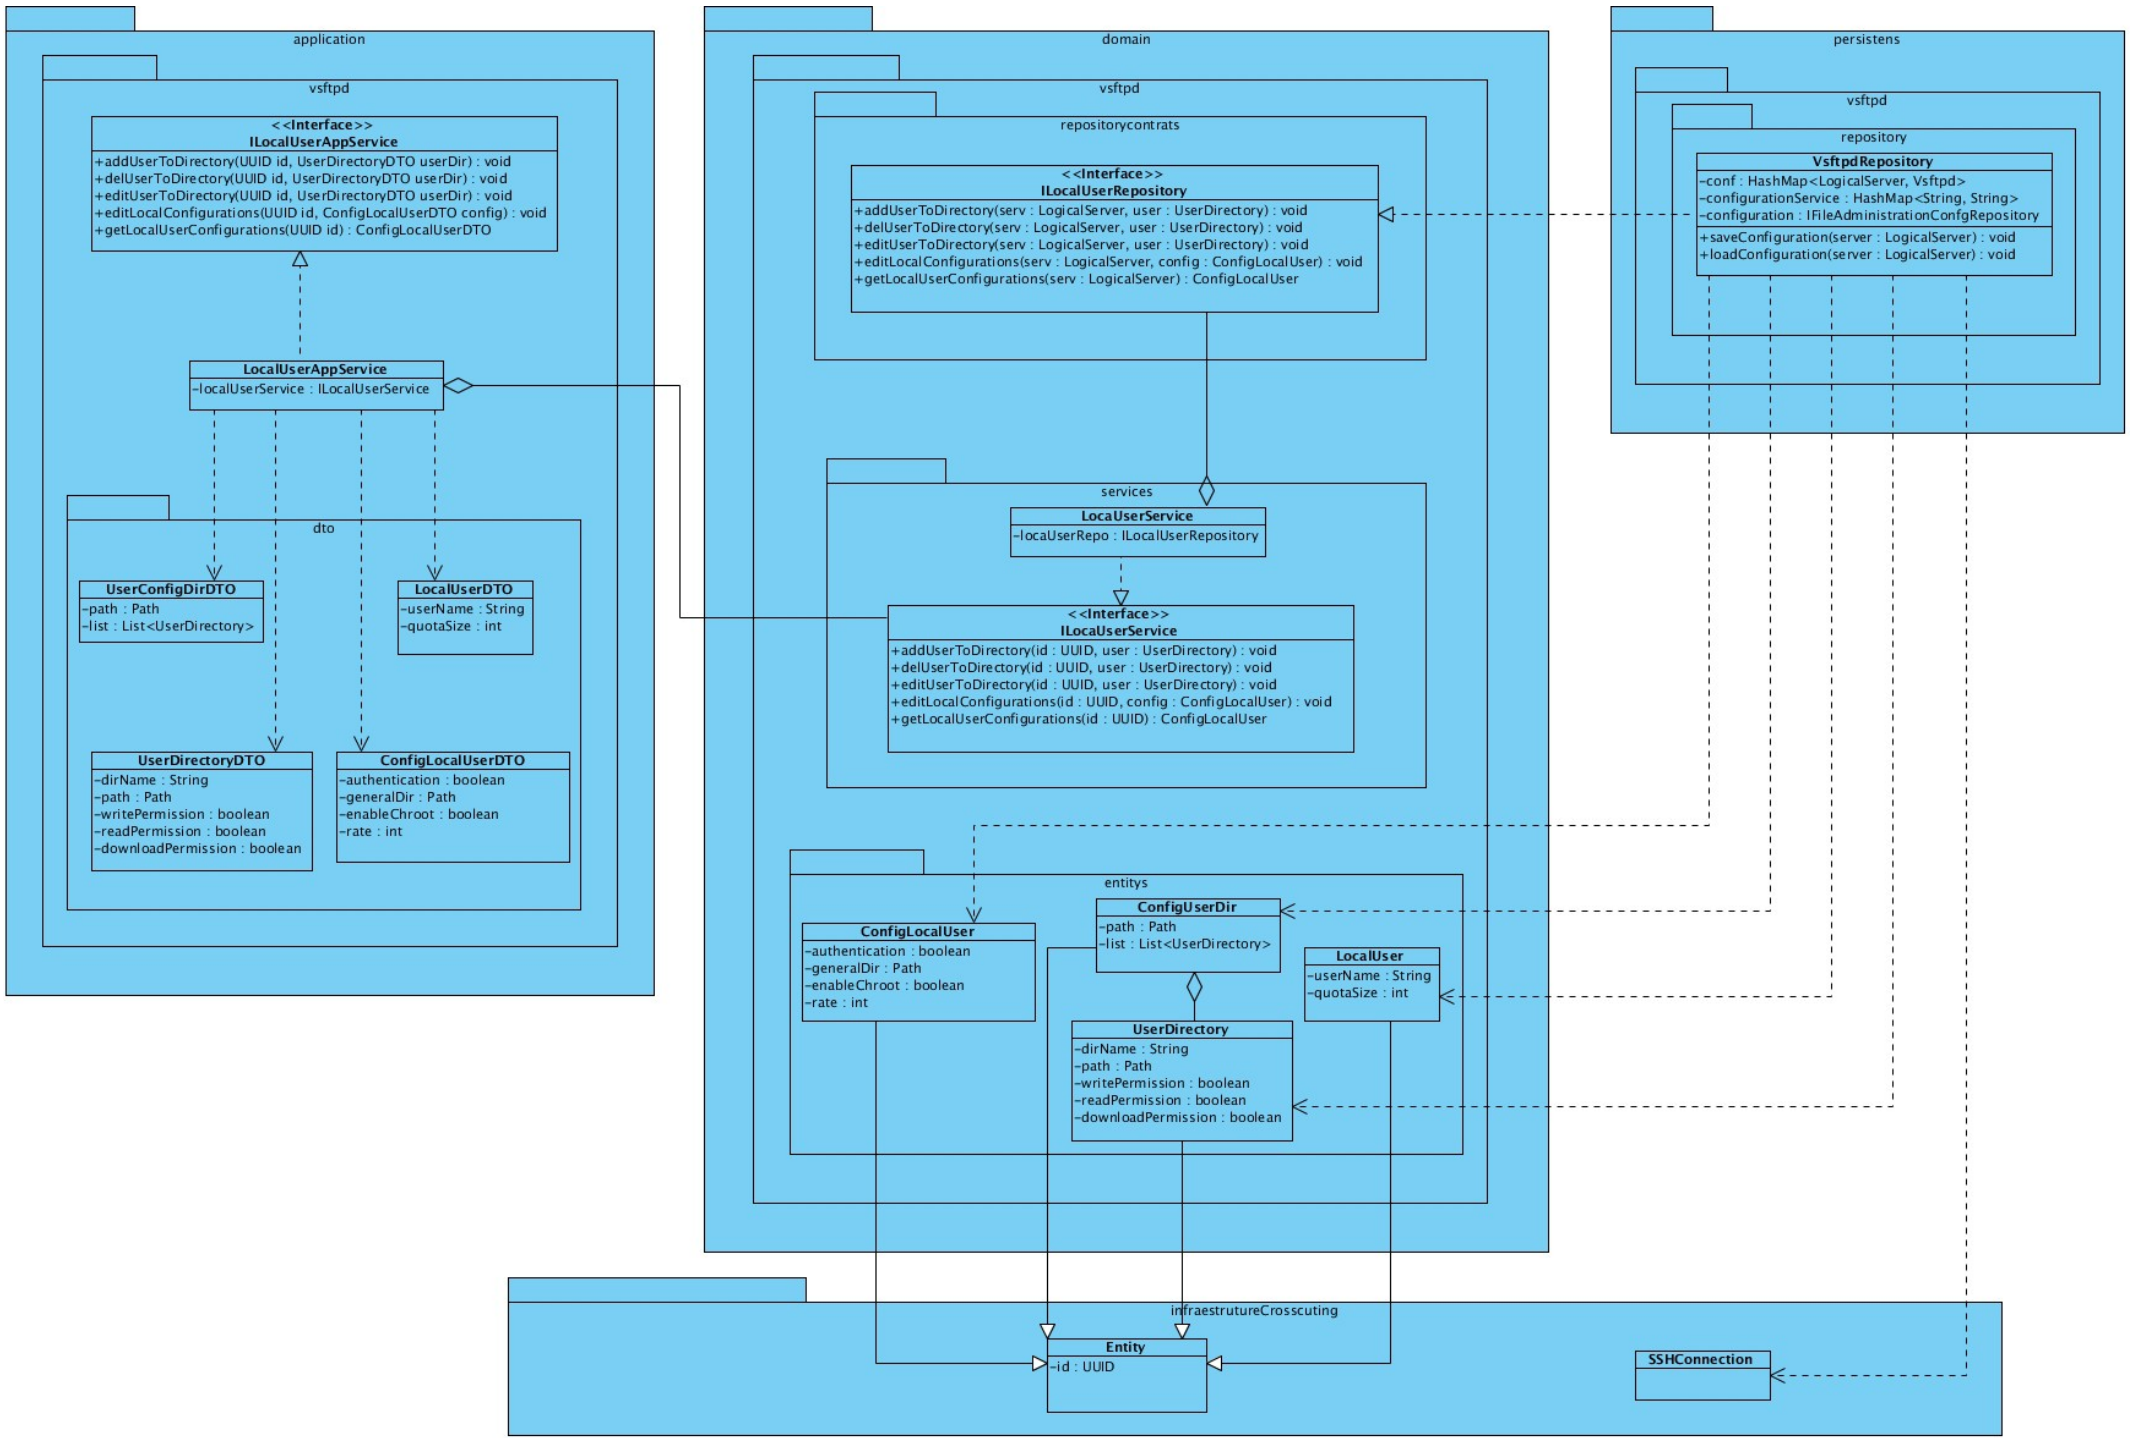 application
vsftpd
<<Interface>>
ILocalUserAppService
+addUserToDirectory(UUID id, UserDirectoryDTO userDir) : void
+delUserToDirectory(UUID id, UserDirectoryDTO userDir) : void
+editUserToDirectory(UUID id, UserDirectoryDTO userDir) : void
+editLocalConfigurations(UUID id, ConfigLocalUserDTO config) : void
+getLocalUserConfigurations(UUID id) : ConfigLocalUserDTO
LocalUserAppService
-localUserService : ILocalUserService
dto
UserConfigDirDTO
-path : Path
-list : List<UserDirectory>
LocalUserDTO
-userName : String
-quotaSize : int
UserDirectoryDTO
-dirName : String
-path : Path
-writePermission : boolean
-readPermission : boolean
-downloadPermission : boolean
ConfigLocalUserDTO
-authentication : boolean
-generalDir : Path
-enableChroot : boolean
-rate : int
domain
vsftpd
repositorycontrats
<<Interface>>
ILocalUserRepository
+addUserToDirectory(serv : LogicalServer, user : UserDirectory) : void
+delUserToDirectory(serv : LogicalServer, user : UserDirectory) : void
+editUserToDirectory(serv : LogicalServer, user : UserDirectory) : void
+editLocalConfigurations(serv : LogicalServer, config : ConfigLocalUser) : void
+getLocalUserConfigurations(serv : LogicalServer) : ConfigLocalUser
services
LocaUserService
-locaUserRepo : ILocalUserRepository
<<Interface>>
ILocaUserService
+addUserToDirectory(id : UUID, user : UserDirectory) : void
+delUserToDirectory(id : UUID, user : UserDirectory) : void
+editUserToDirectory(id : UUID, user : UserDirectory) : void
+editLocalConfigurations(id : UUID, config : ConfigLocalUser) : void
+getLocalUserConfigurations(id : UUID) : ConfigLocalUser
entitys
ConfigLocalUser
-authentication : boolean
-generalDir : Path
-enableChroot : boolean
-rate : int
ConfigUserDir
-path : Path
-list : List<UserDirectory>
LocalUser
-userName : String
-quotaSize : int
UserDirectory
-dirName : String
-path : Path
-writePermission : boolean
-readPermission : boolean
-downloadPermission : boolean
persistens
vsftpd
repository
VsftpdRepository
-conf : HashMap<LogicalServer, Vsftpd>
-configurationService : HashMap<String, String>
-configuration : IFileAdministrationConfgRepository
+saveConfiguration(server : LogicalServer) : void
+loadConfiguration(server : LogicalServer) : void
infraestrutureCrosscuting
Entity
-id : UUID
SSHConnection